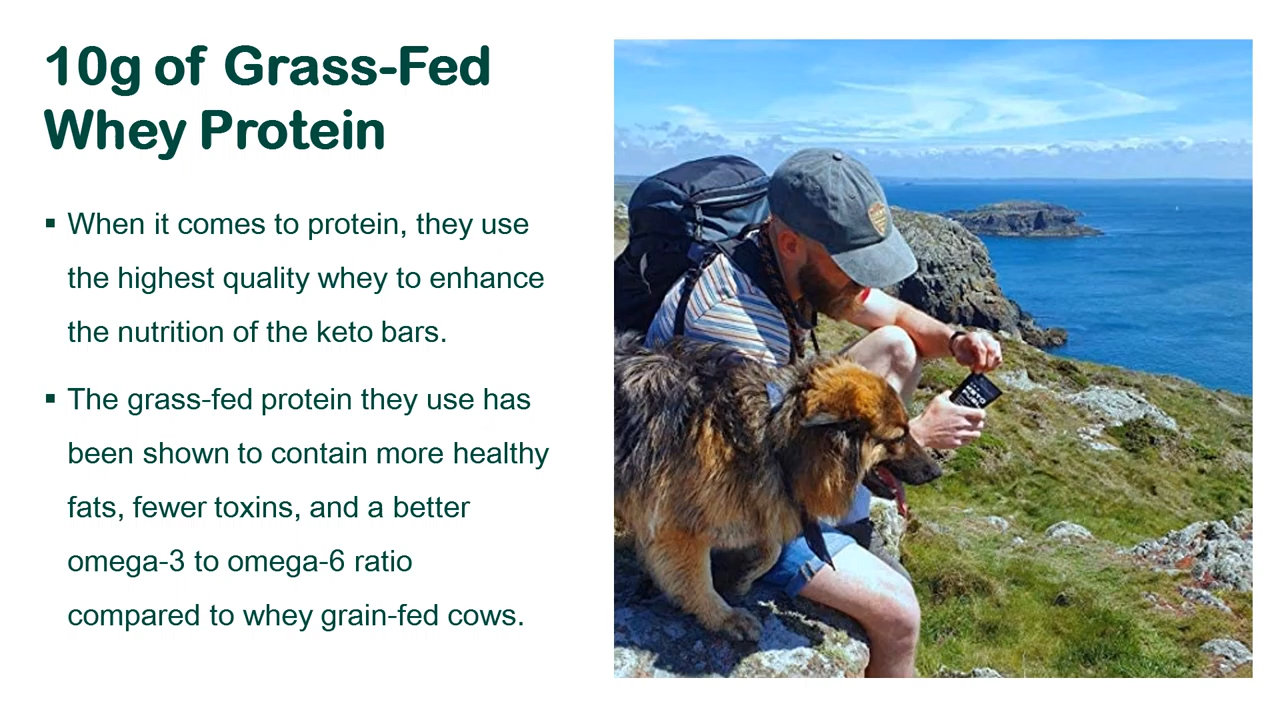 10g of Grass-Fed
Whey Protein
▪ When it comes to protein, they use
the highest quality whey to enhance
the nutrition of the keto bars.
▪ The grass-fed protein they use has
been shown to contain more healthy
fats, fewer toxins, and a better
omega-3 to omega-6 ratio
compared to whey grain-fed cows.
KETO